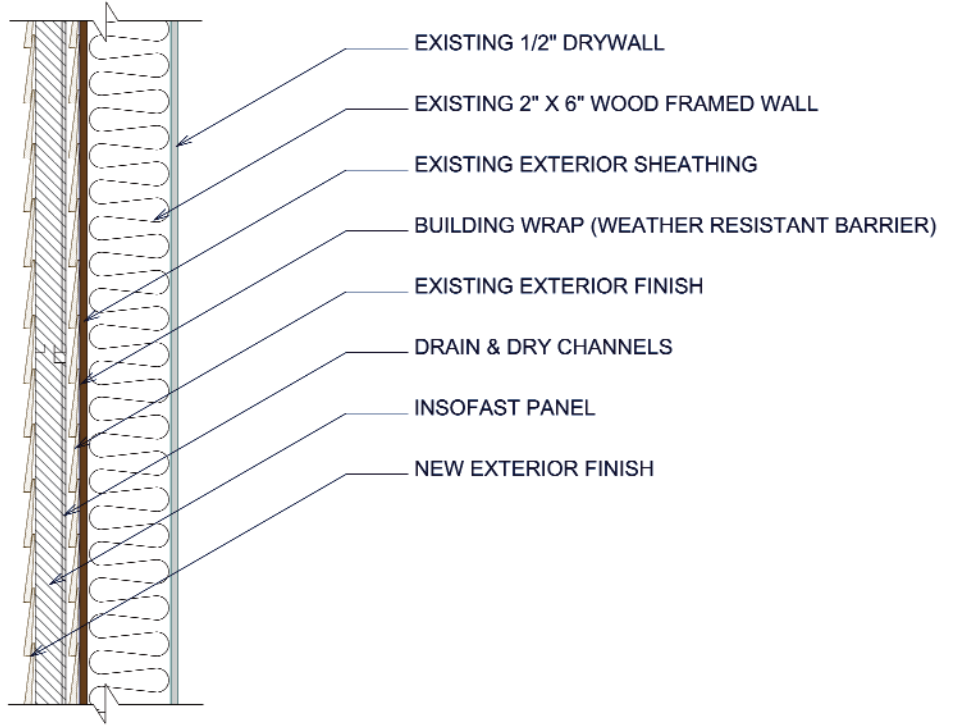 EXISTING 1/2" DRYWALL
EXISTING 2" X 6" WOOD FRAMED WALL
EXISTING EXTERIOR SHEATHING
BUILDING WRAP (WEATHER RESISTANT BARRIER)
EXISTING EXTERIOR FINISH
DRAIN & DRY CHANNELS
INSOFAST PANEL
NEW EXTERIOR FINISH